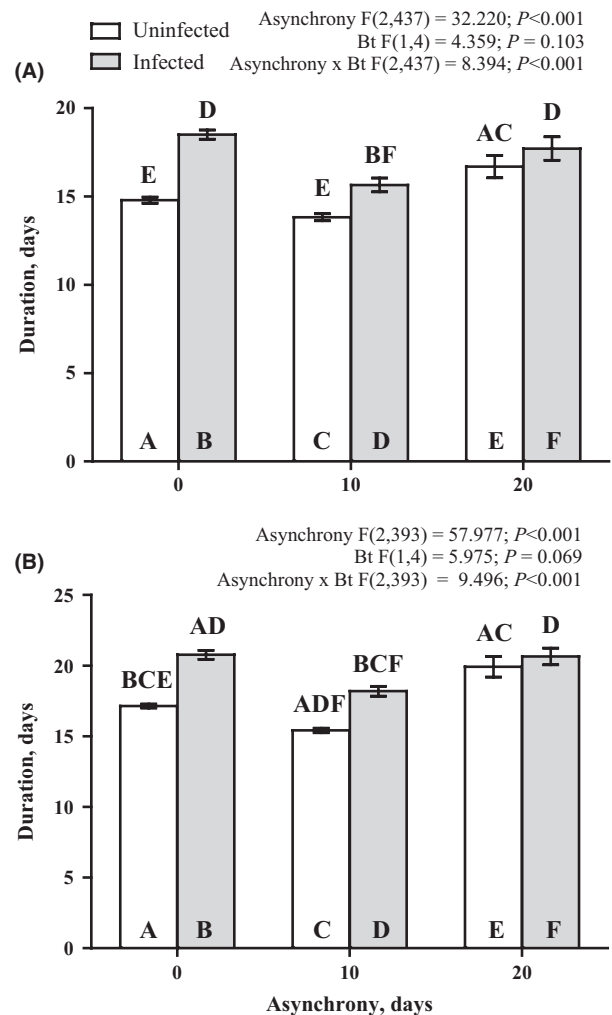 Uninfected
Infected
Asynchrony F(2,437) = 32.220; P<0.001
Bt F(1,4) = 4.359; P = 0.103
Asynchrony x Bt F(2,437) = 8.394; P<0.001
(A)
20
15
10
5
0
Duration, days
E D E BF AC D
A B C D E F
0 10 20
Asynchrony F(2,393) = 57.977; P<0.001
Bt F(1,4) = 5.975; P = 0.069
Asynchrony x Bt F(2,393) = 9.496; P<0.001
(B)
25
20
15
10
5
0
Duration, days
BCE AD ADF BCF AC D
A B C D E F
0 10 20
Asynchrony, days